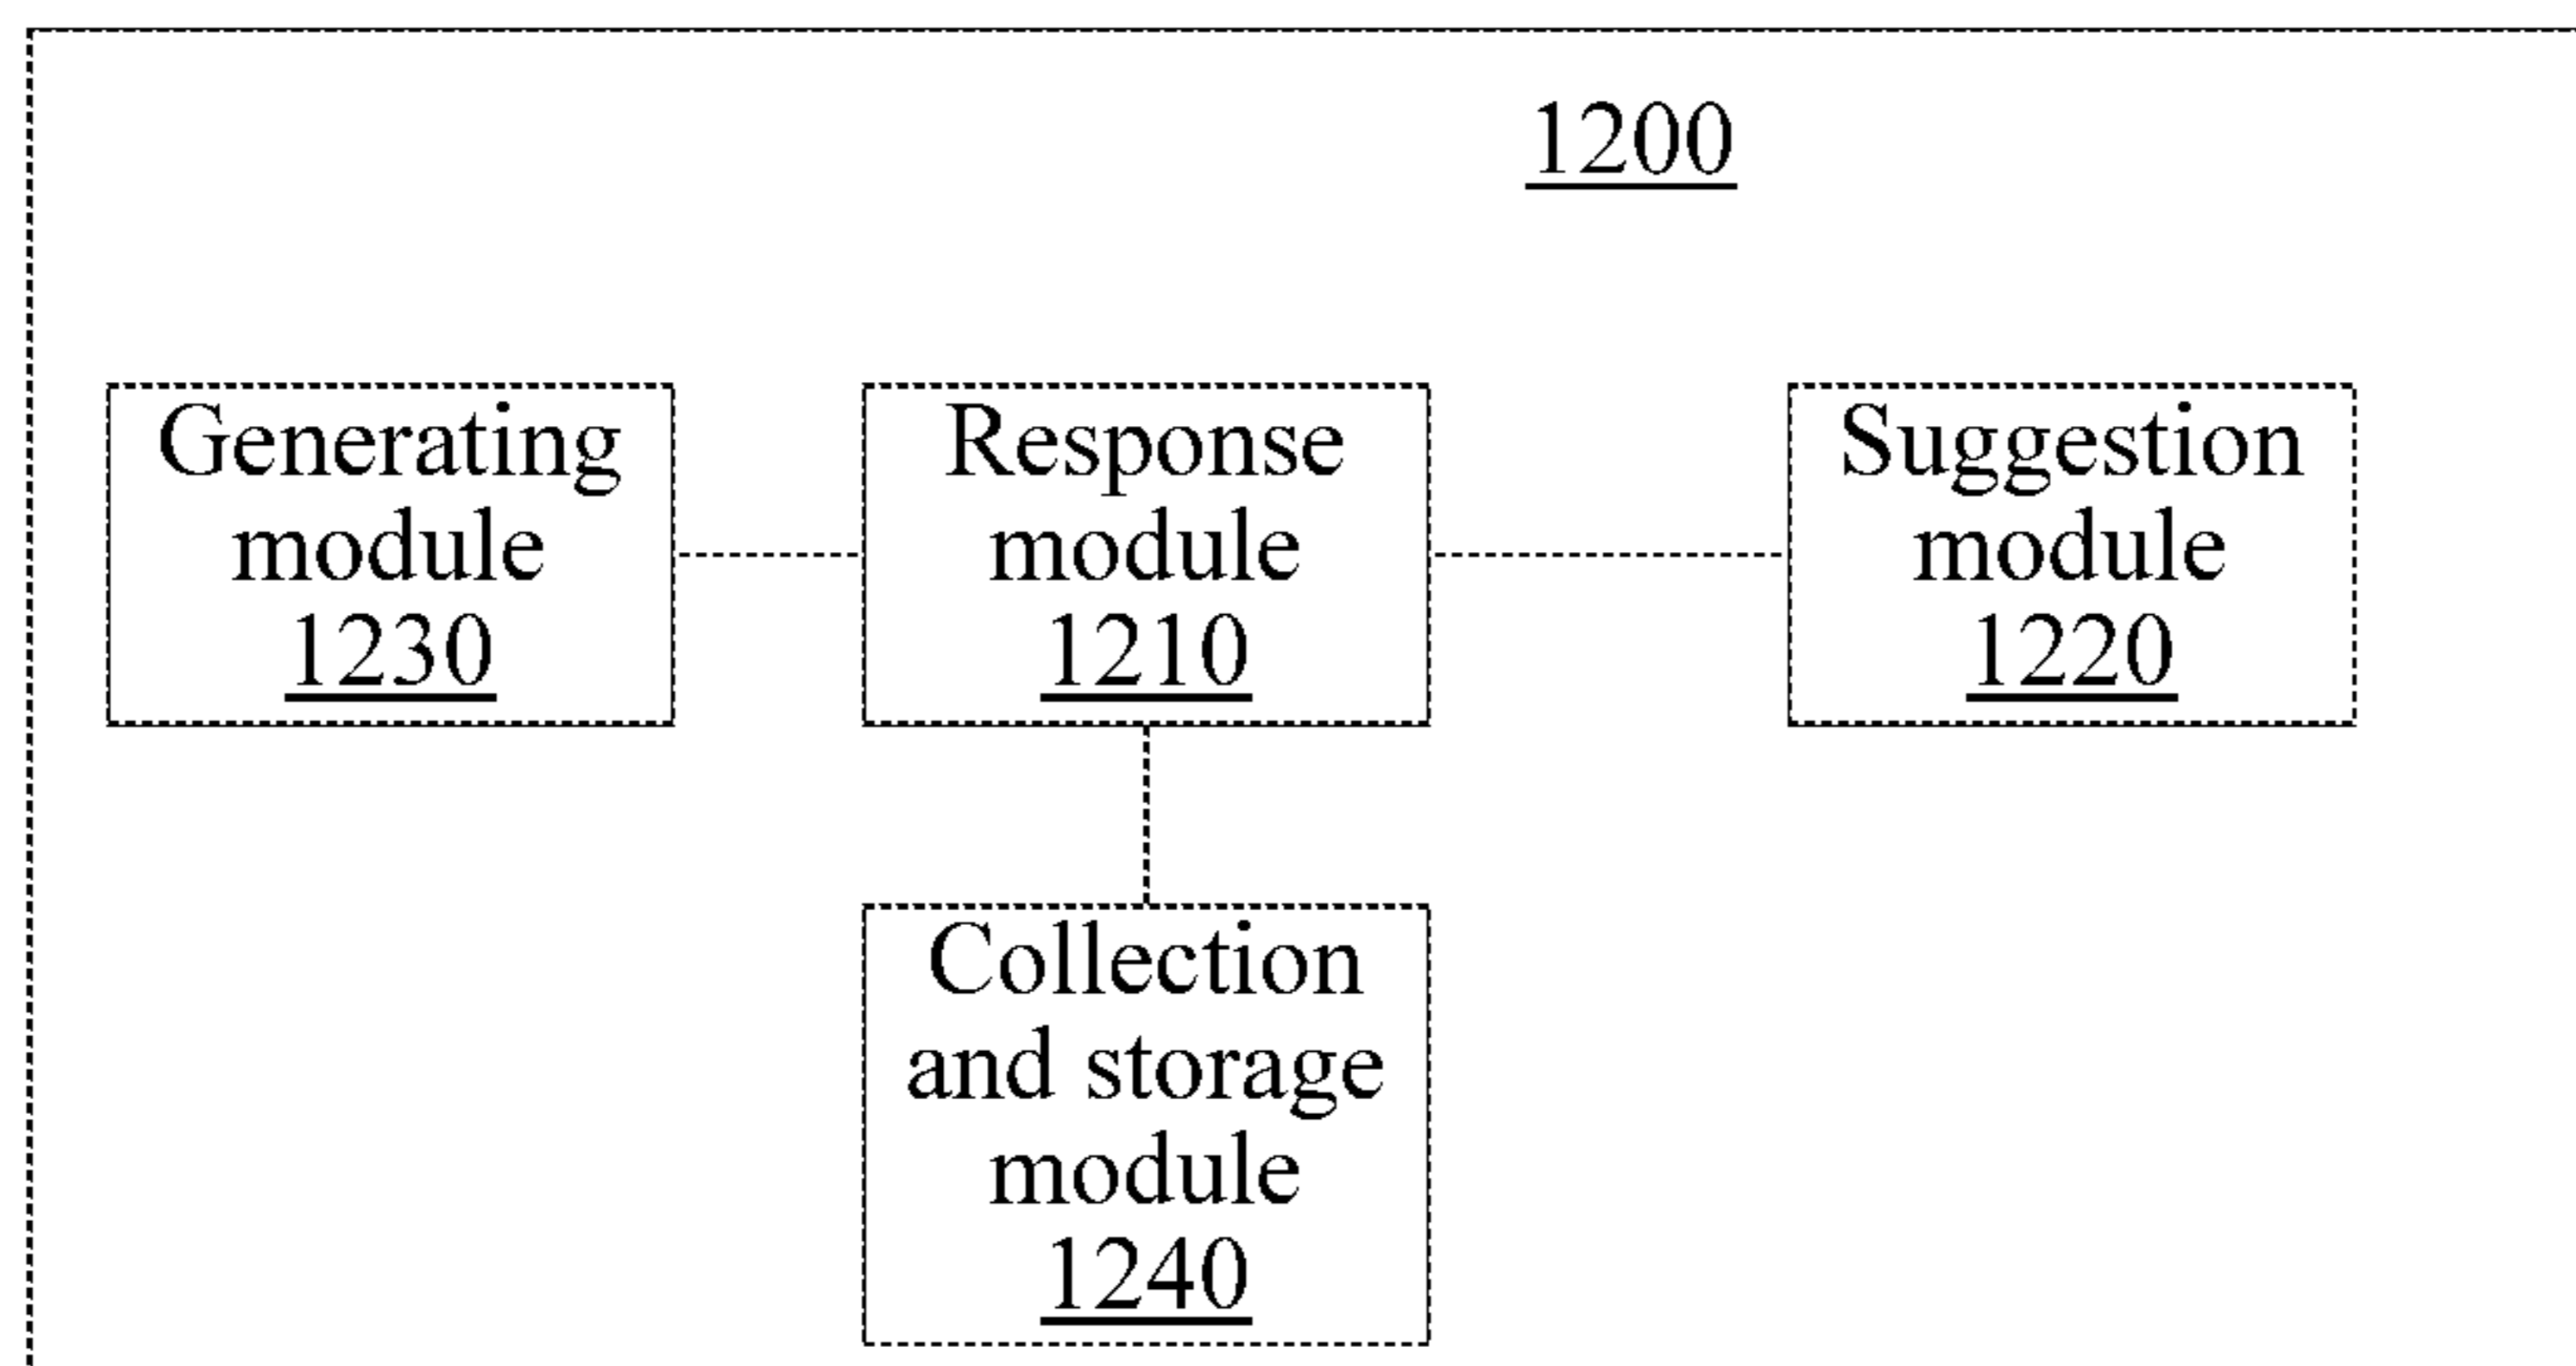 1200
Generating
module
1230
Response
module
1210
Suggestion
module
1220
Collection
and storage
module
1240